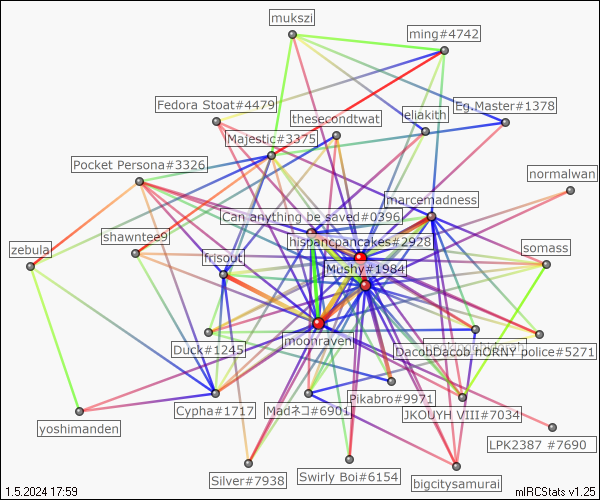 mukszi
ming#4742
Fedora Stoat#4479
Eg.Master#1378
thesecondtwat
eliakith
Majestic#3375
Pocket Persona#3326
normalwan
marcemadness
Can anything be saved#0396
shawntee9
hispancpancakes#2928
zebula
frisout
somass
Mushy#1984
moonraven
Duck#1245
DacobDacob
HORNY police#5271
Pikabro#9971
Cypha#1717
Madネコ#6901
JKOUYH VIII#7034
yoshimanden
LPK2387 #7690
Silver#7938
Swirly Boi#6154
bigcitysamurai
1.5.2024 17:59
mIRCStats v1.25